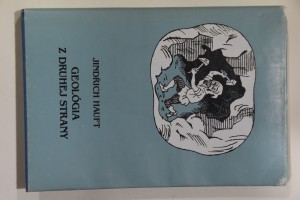 JINDŘICH HAUFT
GEOLÓGIA
Z DRUHEJ STRANY